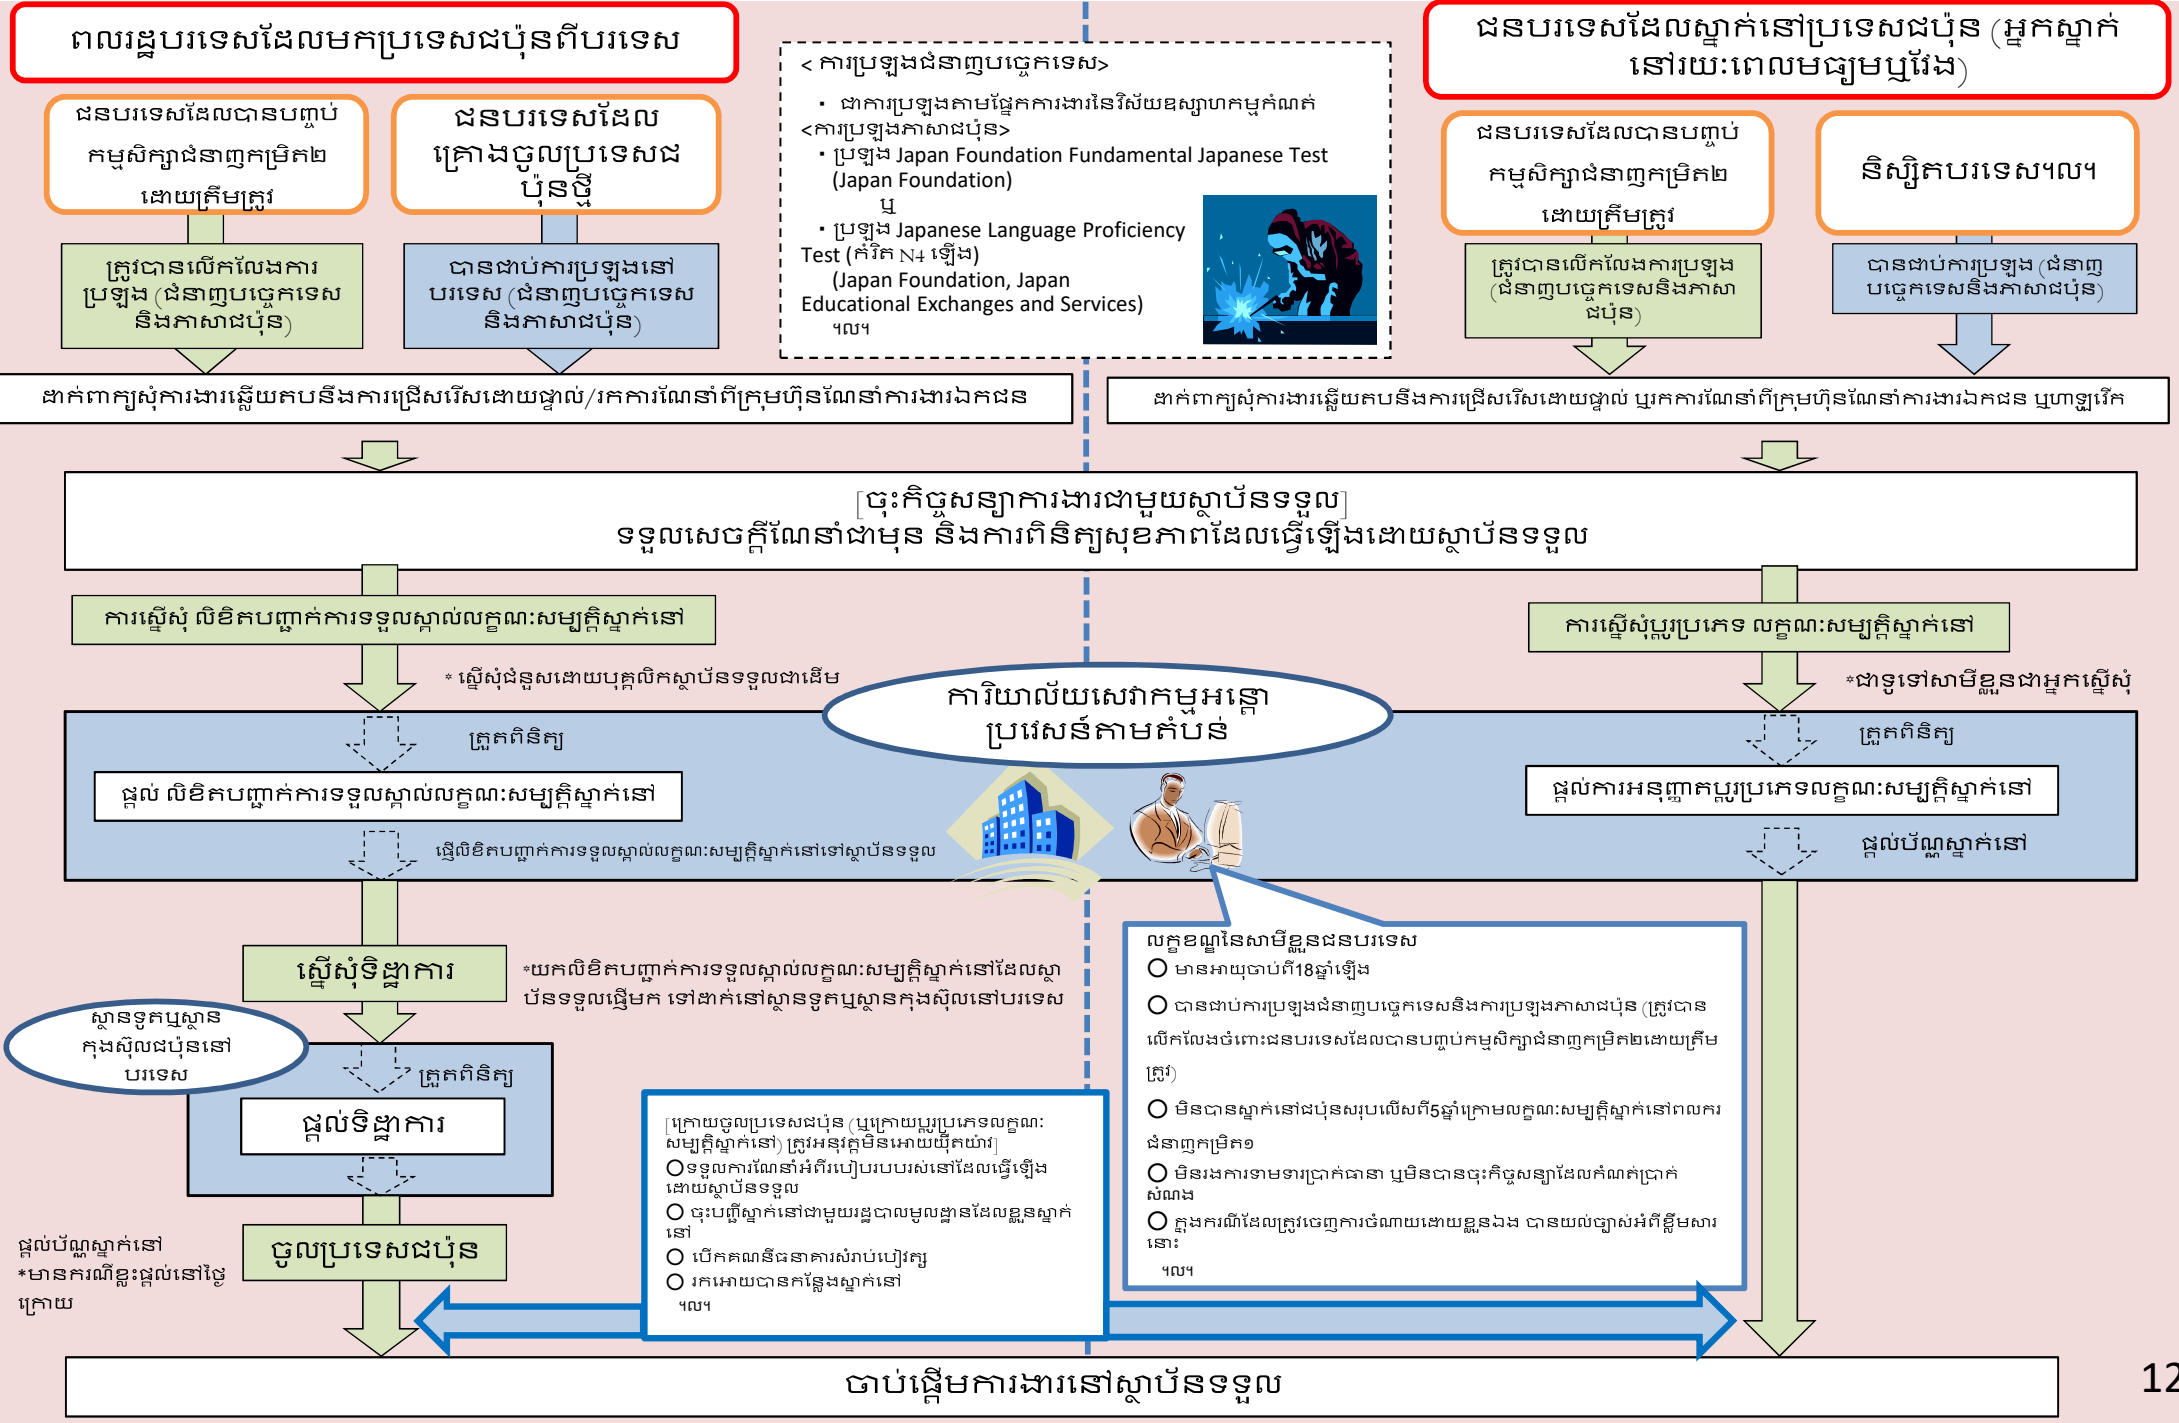 ពលរដ្ឋបរទេសដែលមកប្រទេសជប៉ុនពីបរទេស
ជនបរទេសដែលបានបញ្ចប់
កម្មសិក្សាជំនាញកម្រិត២
ដោយត្រឹមត្រូវ
ជនបរទេសដែល
គ្រោងចូលប្រទេសជ
ប៉ុនថ្មី
ត្រូវបានលើកលែងការ
ប្រឡង (ជំនាញបច្ចេកទេស
និងភាសាជប៉ុន)
បានជាប់ការប្រឡងនៅ
បរទេស (ជំនាញបច្ចេកទេស
និងភាសាជប៉ុន)
< ការប្រឡងជំនាញបច្ចេកទេស>
・ ជាការប្រឡងតាមផ្នែកការងារនៃវិស័យឧស្សាហកម្មកំណត់
<ការប្រឡងភាសាជប៉ុន>
・ប្រឡង Japan Foundation Fundamental Japanese Test
(Japan Foundation)
ឬ
・ប្រឡង Japanese Language Proficiency
Test (កំរិត N4 ឡើង)
(Japan Foundation, Japan
Educational Exchanges and Services)
។ល។
ជនបរទេសដែលស្នាក់នៅប្រទេសជប៉ុន (អ្នកស្នាក់
នៅរយៈពេលមធ្យមឬវែង)
ជនបរទេសដែលបានបញ្ចប់
កម្មសិក្សាជំនាញកម្រិត២
ដោយត្រឹមត្រូវ
និស្សិតបរទេស។ល។
ត្រូវបានលើកលែងការប្រឡង
(ជំនាញបច្ចេកទេសនិងភាសា
ជប៉ុន)
បានជាប់ការប្រឡង (ជំនាញ
បច្ចេកទេសនិងភាសាជប៉ុន)
ដាក់ពាក្យសុំការងារឆ្លើយតបនឹងការជ្រើសរើសដោយផ្ទាល់/រកការណែនាំពីក្រុមហ៊ុនណែនាំការងារឯកជន
ដាក់ពាក្យសុំការងារឆ្លើយតបនឹងការជ្រើសរើសដោយផ្ទាល់ ឬរកការណែនាំពីក្រុមហ៊ុនណែនាំការងារឯកជន ឬហាឡូវើក
[ចុះកិច្ចសន្យាការងារជាមួយស្ថាប័នទទួល]
ទទួលសេចក្តីណែនាំជាមុន និងការពិនិត្យសុខភាពដែលធ្វើឡើងដោយស្ថាប័នទទួល
ការស្នើសុំ លិខិតបញ្ជាក់ការទទួលស្គាល់លក្ខណៈសម្បត្តិស្នាក់នៅ
* ស្នើសុំជំនួសដោយបុគ្គលិកស្ថាប័នទទួលជាដើម
ការស្នើសុំប្តូរប្រភេទ លក្ខណៈសម្បត្តិស្នាក់នៅ
*ជាទូទៅសាមីខ្លួនជាអ្នកស្នើសុំ
ការិយាល័យសេវាកម្មអន្តោ
ប្រវេសន៍តាមតំបន់
ត្រួតពិនិត្យ
ផ្តល់ លិខិតបញ្ជាក់ការទទួលស្គាល់លក្ខណៈសម្បត្តិស្នាក់នៅ
ផ្ញើលិខិតបញ្ជាក់ការទទួលស្គាល់លក្ខណៈសម្បត្តិស្នាក់នៅទៅស្ថាប័នទទួល
ត្រួតពិនិត្យ
ផ្តល់ការអនុញ្ញាតប្តូរប្រភេទលក្ខណៈសម្បត្តិស្នាក់នៅ
ផ្តល់ប័ណ្ណស្នាក់នៅ
ស្នើសុំទិដ្ឋាការ
*យកលិខិតបញ្ជាក់ការទទួលស្គាល់លក្ខណៈសម្បត្តិស្នាក់នៅដែលស្ថា
ប័នទទួលផ្ញើមក ទៅដាក់នៅស្ថានទូតឬស្ថានកុងស៊ុលនៅបរទេស
ស្ថានទូតឬស្ថាន
កុងស៊ុលជប៉ុននៅ
បរទេស
ត្រួតពិនិត្យ
ផ្តល់ទិដ្ឋាការ
ចូលប្រទេសជប៉ុន
ផ្តល់ប័ណ្ណស្នាក់នៅ
*មានករណីខ្លះផ្តល់នៅថ្ងៃ
ក្រោយ
[ក្រោយចូលប្រទេសជប៉ុន (ឬក្រោយប្តូរប្រភេទលក្ខណៈ
សម្បត្តិស្នាក់នៅ) ត្រូវអនុវត្តមិនអោយយឺតយ៉ាវ]
〇ទទួលការណែនាំអំពីរបៀបរបបរស់នៅដែលធ្វើឡើង
ដោយស្ថាប័នទទួល
〇 ចុះបញ្ជីស្នាក់នៅជាមួយរដ្ឋបាលមូលដ្ឋានដែលខ្លួនស្នាក់
នៅ
〇 បើកគណនីធនាគារសំរាប់បៀវត្ស
〇 រកអោយបានកន្លែងស្នាក់នៅ
។ល។
លក្ខខណ្ឌនៃសាមីខ្លួនជនបរទេស
〇 មានអាយុចាប់ពី18ឆ្នាំឡើង
〇 បានជាប់ការប្រឡងជំនាញបច្ចេកទេសនិងការប្រឡងភាសាជប៉ុន (ត្រូវបាន
លើកលែងចំពោះជនបរទេសដែលបានបញ្ចប់កម្មសិក្សាជំនាញកម្រិត២ដោយត្រឹម
ត្រូវ)
〇 មិនបានស្នាក់នៅជប៉ុនសរុបលើសពី5ឆ្នាំក្រោមលក្ខណៈសម្បត្តិស្នាក់នៅពលករ
ជំនាញកម្រិត១
〇 មិនរងការទាមទារប្រាក់ធានា ឬមិនបានចុះកិច្ចសន្យាដែលកំណត់ប្រាក់
សំណង
〇 ក្នុងករណីដែលត្រូវចេញការចំណាយដោយខ្លួនឯង បានយល់ច្បាស់អំពីខ្លឹមសារ
នោះ
។ល។
ចាប់ផ្តើមការងារនៅស្ថាប័នទទួល
12